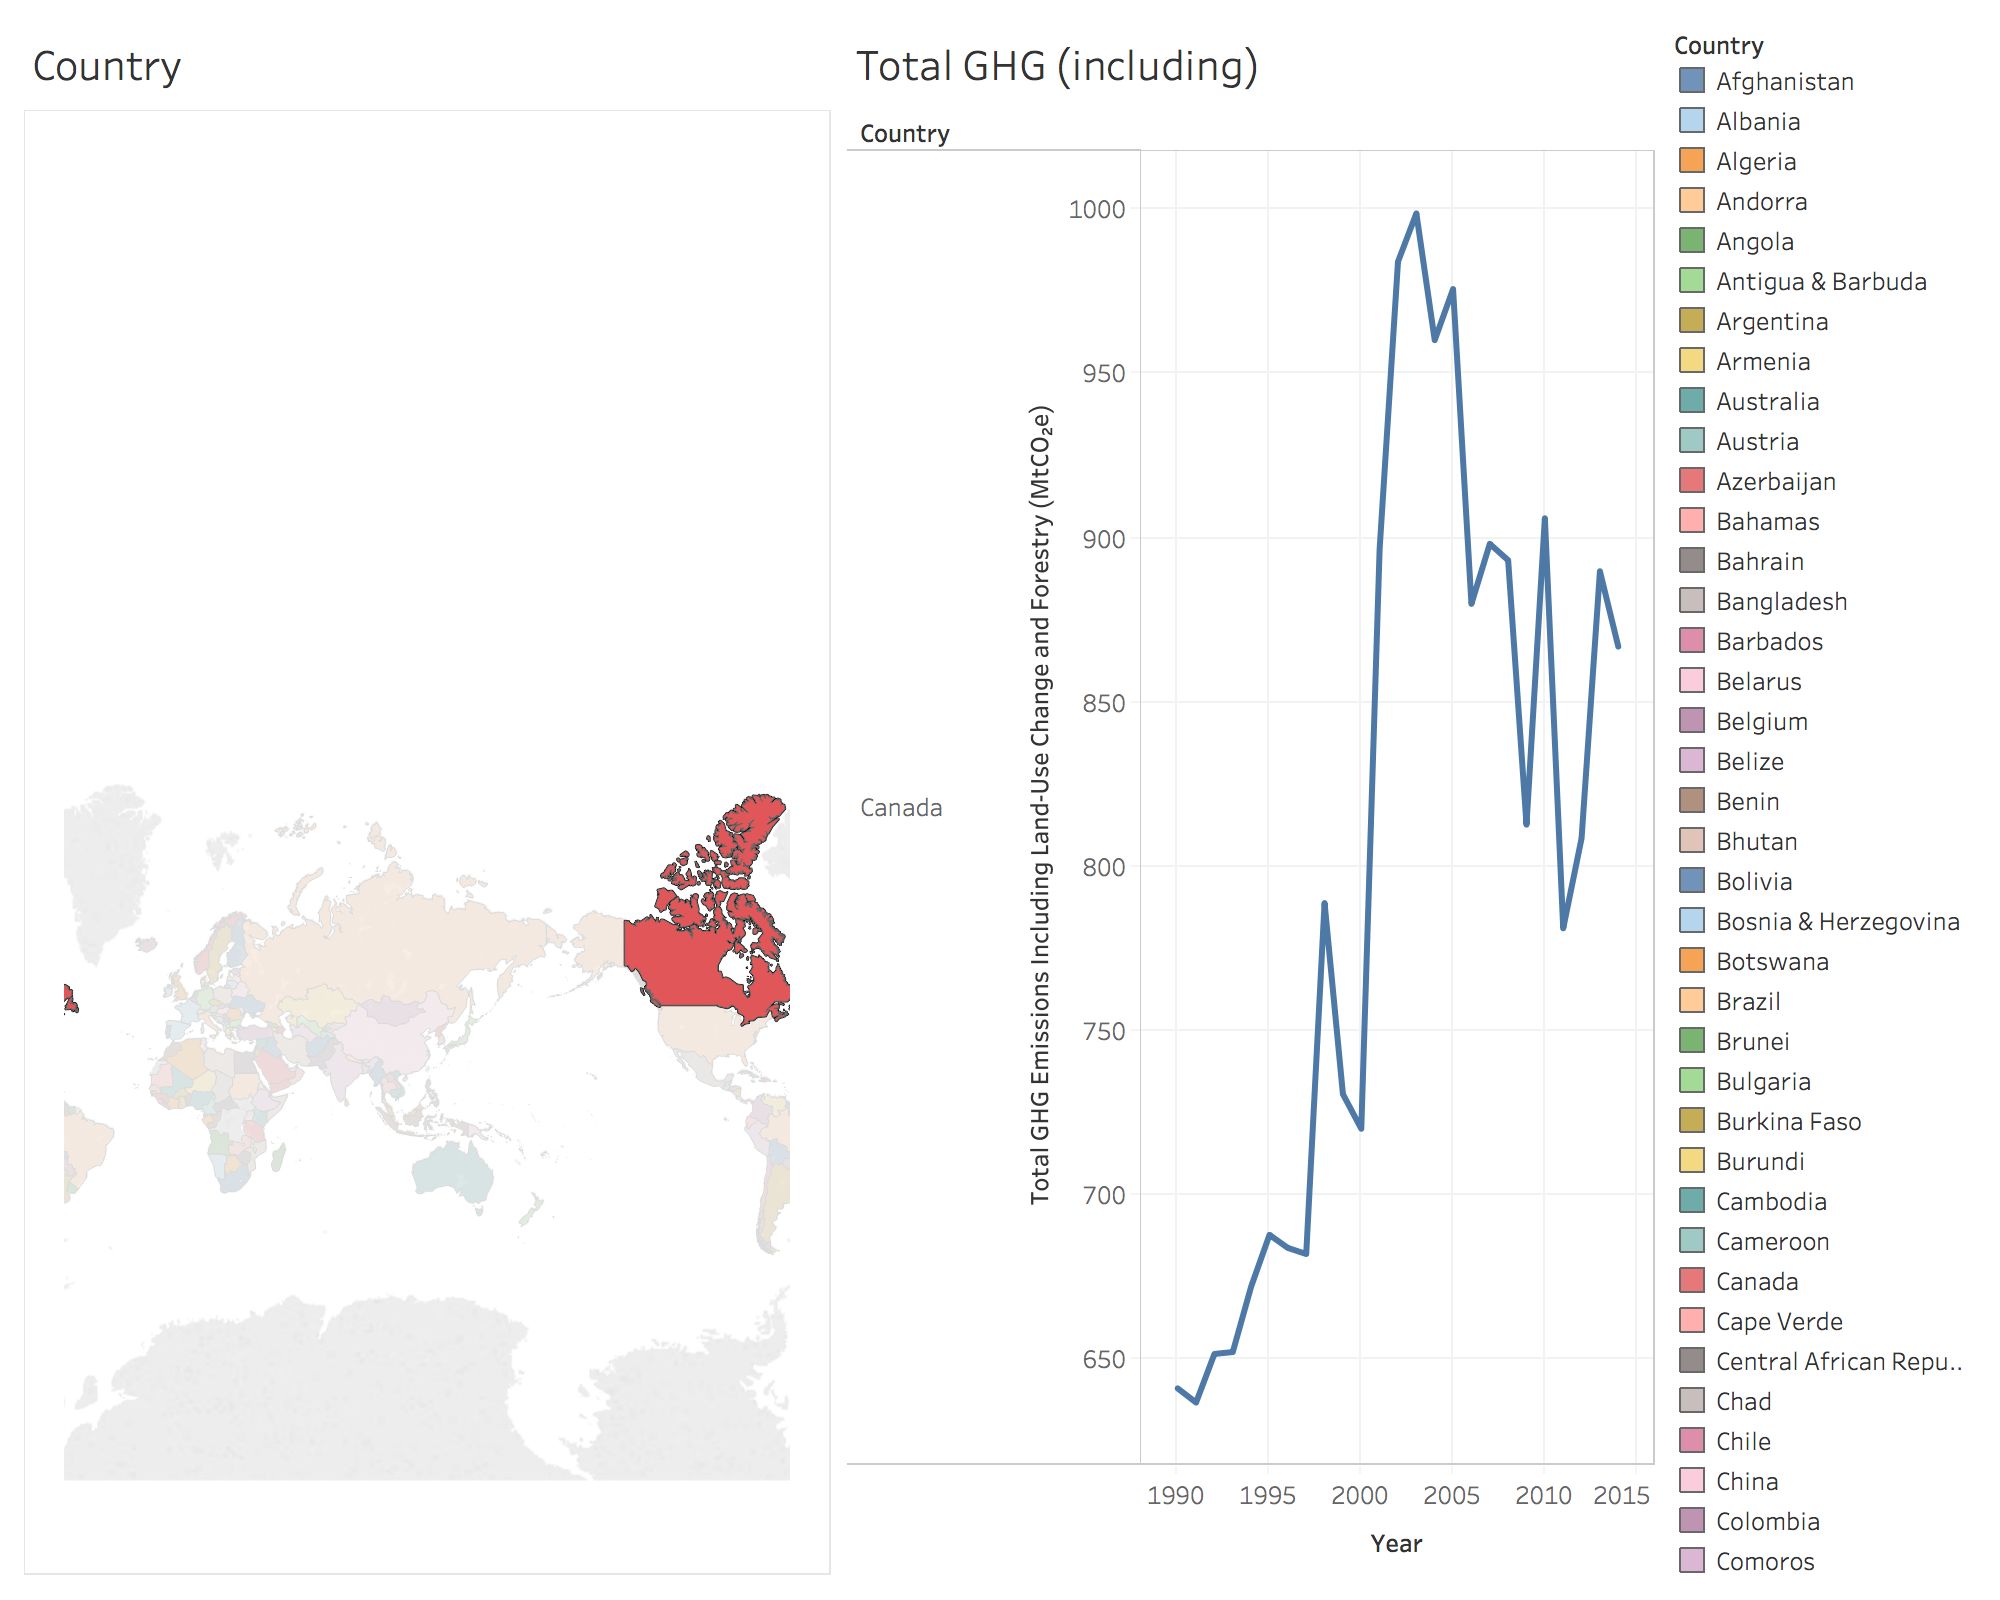 Country
Total GHG (including)
Country
Canada
Total GHG Emissions Including Land-Use Change and Forestry (MtCO₂e)
1000
950
900
850
800
750
700
650
1990 1995 2000 2005 2010 2015
Year
Country
Afghanistan
Albania
Algeria
Andorra
Angola
Antigua & Barbuda
Argentina
Armenia
Australia
Austria
Azerbaijan
Bahamas
Bahrain
Bangladesh
Barbados
Belarus
Belgium
Belize
Benin
Bhutan
Bolivia
Bosnia & Herzegovina
Botswana
Brazil
Brunei
Bulgaria
Burkina Faso
Burundi
Cambodia
Cameroon
Canada
Cape Verde
Central African Repu..
Chad
Chile
China
Colombia
Comoros